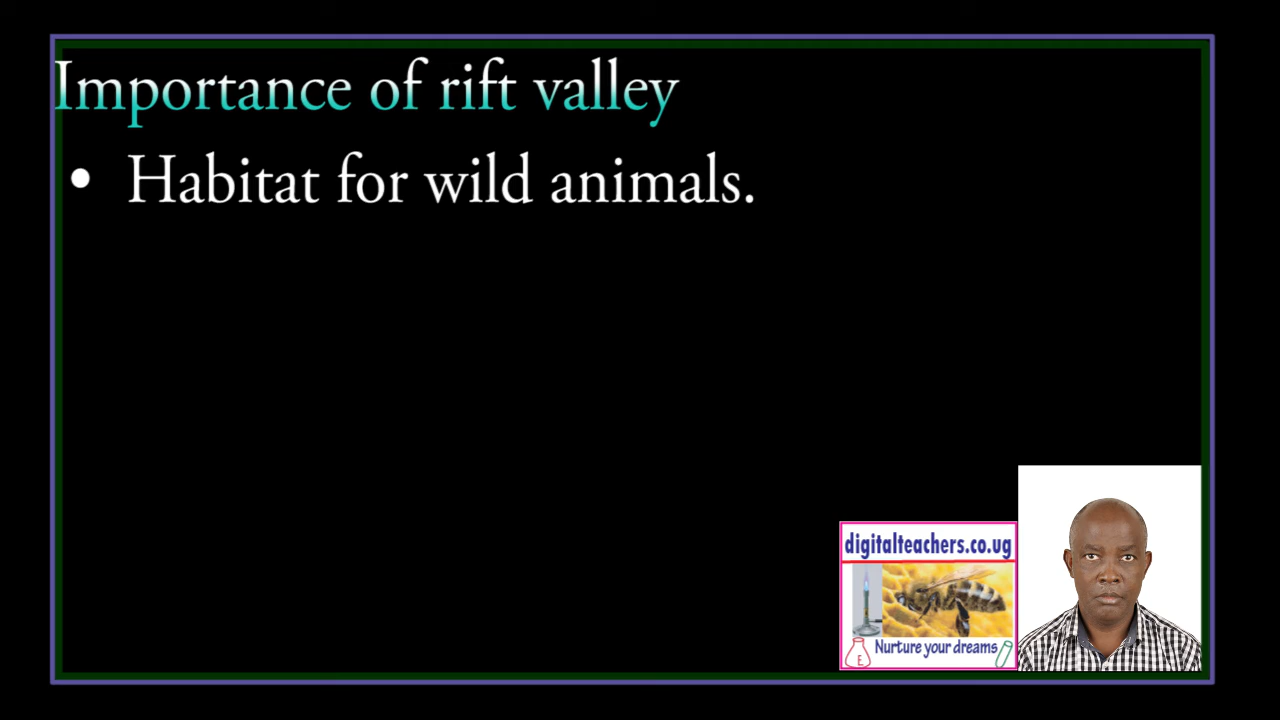 Importance of rift valley
• Habitat for wild animals.
digitalteachers.co.ug
Nurture your dreams
E